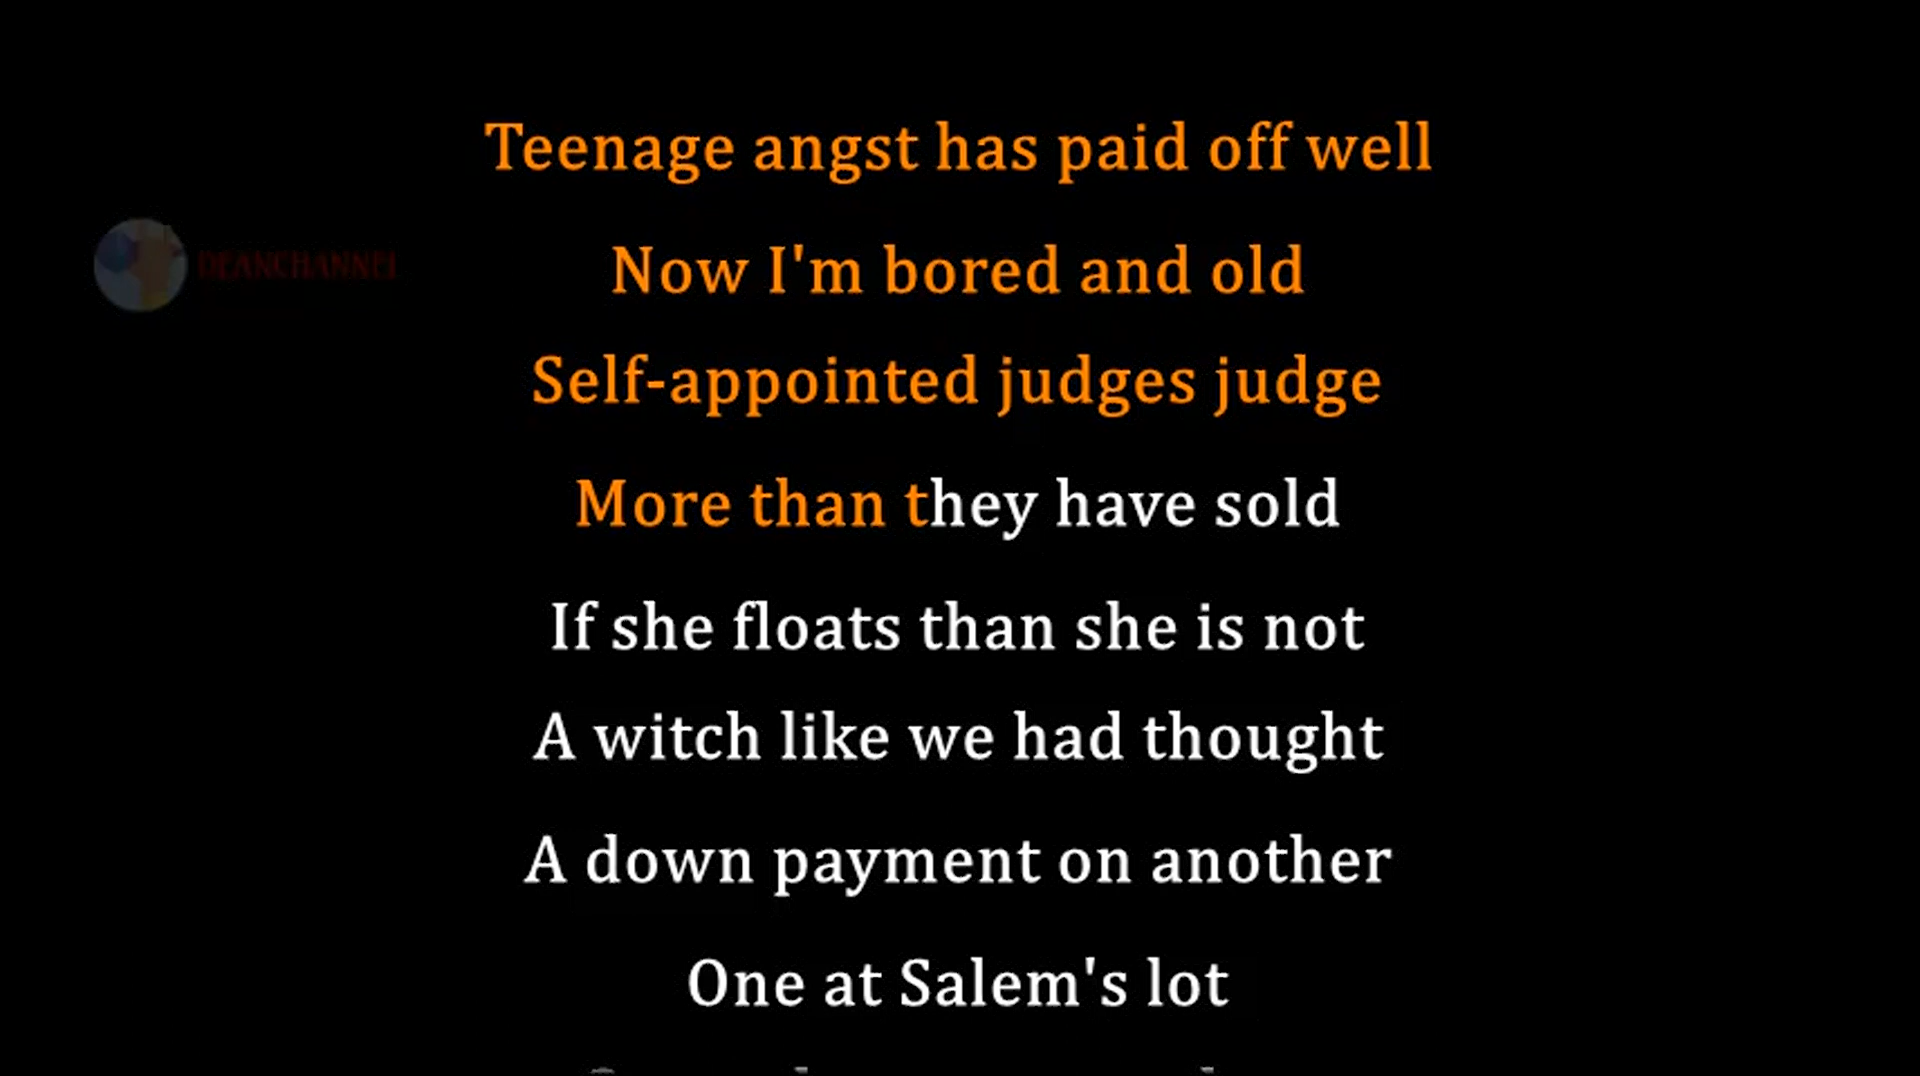 Teenage angst has paid off well
Now I'm bored and old
DEANCHANNEL
Self-appointed judges judge
More than they have sold
If she floats than she is not
A witch like we had thought
A down payment on another
One at Salem's lot